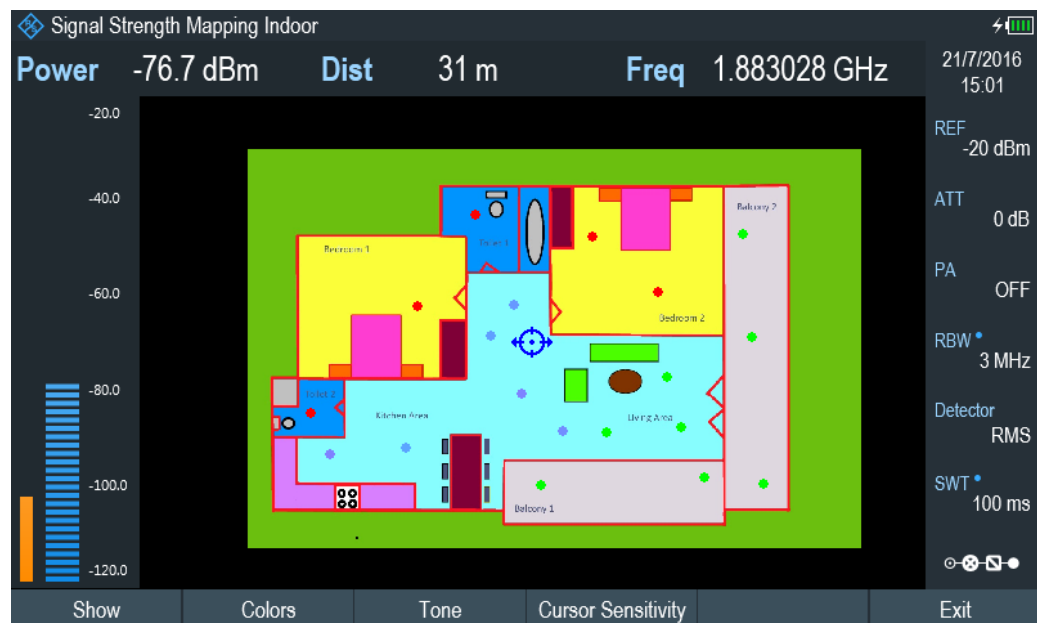 Signal Strength Mapping Indoor
Power -76.7 dBm Dist 31 m Freq 1.883028 GHz
21/7/2016
15:01
-20.0
-40.0
-60.0
-80.0
-100.0
-120.0
Bedroom 1
Toilet 1
Balcony 2
Bedroom 2
Toilet 2
Kitchen Area
Living Area
Balcony 1
REF
-20 dBm
ATT
0 dB
PA
OFF
RBW
3 MHz
Detector
RMS
SWT
100 ms
Show Colors Tone Cursor Sensitivity Exit